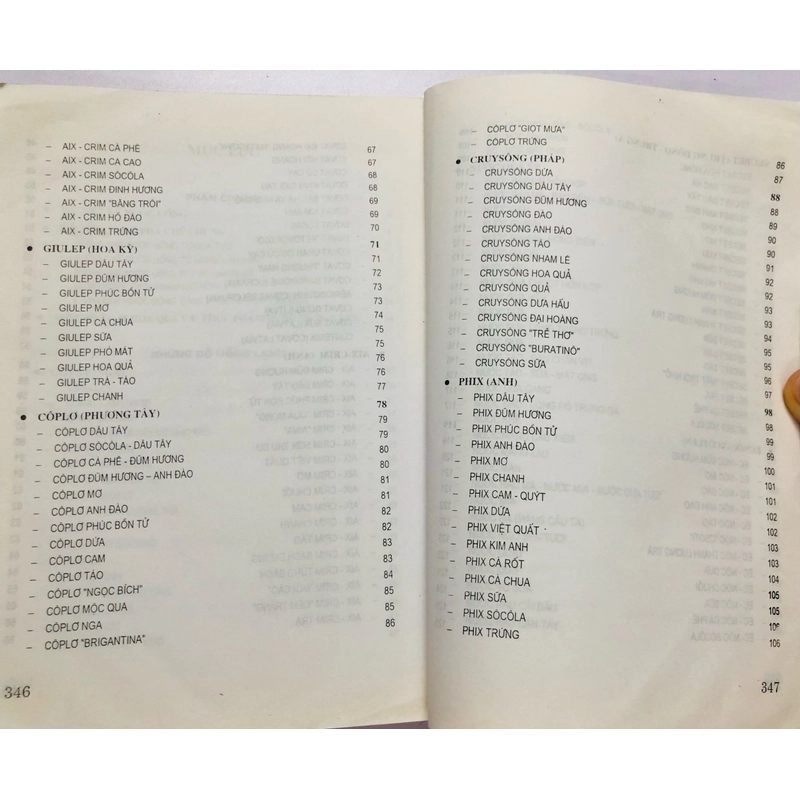 – AIX - CRIM CÀ PHÊ 67
– AIX - CRIM CA CAO 67
– AIX - CRIM SÔCÔLA 68
– AIX - CRIM ĐINH HƯƠNG 68
– AIX - CRIM "BĂNG TRÔI" 69
– AIX - CRIM HỒ ĐÀO 69
– AIX - CRIM TRỨNG 70
• GIULEP (HOA KỲ) 71
– GIULEP DÂU TÂY 71
– GIULEP ĐŨM HƯƠNG 72
– GIULEP PHÚC BỒN TỬ 73
– GIULEP MƠ 73
– GIULEP CÀ CHUA 74
– GIULEP SỮA 75
– GIULEP PHÓ MÁT 75
– GIULEP HOA QUẢ 76
– GIULEP TRÀ - TÁO 76
– GIULEP CHANH 77
• CÔPLƠ (PHƯƠNG TÂY) 78
– CÔPLƠ DÂU TÂY 79
– CÔPLƠ SÔCÔLA - DÂU TÂY 79
– CÔPLƠ CÀ PHÊ - ĐŨM HƯƠNG 80
– CÔPLƠ ĐŨM HƯƠNG – ANH ĐÀO 80
– CÔPLƠ MƠ 81
– CÔPLƠ ANH ĐÀO 81
– CÔPLƠ PHÚC BỒN TỬ 82
– CÔPLƠ DỨA 82
– CÔPLƠ CAM 83
– CÔPLƠ TÁO 83
– CÔPLƠ "NGỌC BÍCH" 84
– CÔPLƠ MỘC QUA 85
– CÔPLƠ NGA 85
– CÔPLƠ "BRIGANTINA" 86
346
– CÔPLƠ "GIỌT MƯA" 86
– CÔPLƠ TRỨNG 87
• CRUYSÔNG (PHÁP) 88
– CRUYSÔNG DỨA 88
– CRUYSÔNG DÂU TÂY 89
– CRUYSÔNG ĐŨM HƯƠNG 90
– CRUYSÔNG ĐÀO 90
– CRUYSÔNG ANH ĐÀO 91
– CRUYSÔNG TÁO 92
– CRUYSÔNG NHAM LÊ 92
– CRUYSÔNG HOA QUẢ 93
– CRUYSÔNG QUẢ 94
– CRUYSÔNG DƯA HẤU 94
– CRUYSÔNG ĐẠI HOÀNG 95
– CRUYSÔNG "TRẺ THƠ" 95
– CRUYSÔNG "BURATINÔ" 96
– CRUYSÔNG SỮA 97
• PHIX (ANH) 98
– PHIX DÂU TÂY 98
– PHIX ĐŨM HƯƠNG 99
– PHIX PHÚC BỒN TỬ 99
– PHIX ANH ĐÀO 100
– PHIX MƠ 101
– PHIX CHANH 101
– PHIX CAM - QUÝT 102
– PHIX DỨA 102
– PHIX VIỆT QUẤT 103
– PHIX KIM ANH 103
– PHIX CÀ RỐT 104
– PHIX CÀ CHUA 105
– PHIX SỮA 105
– PHIX SÔCÔLA 106
– PHIX TRỨNG 106
347